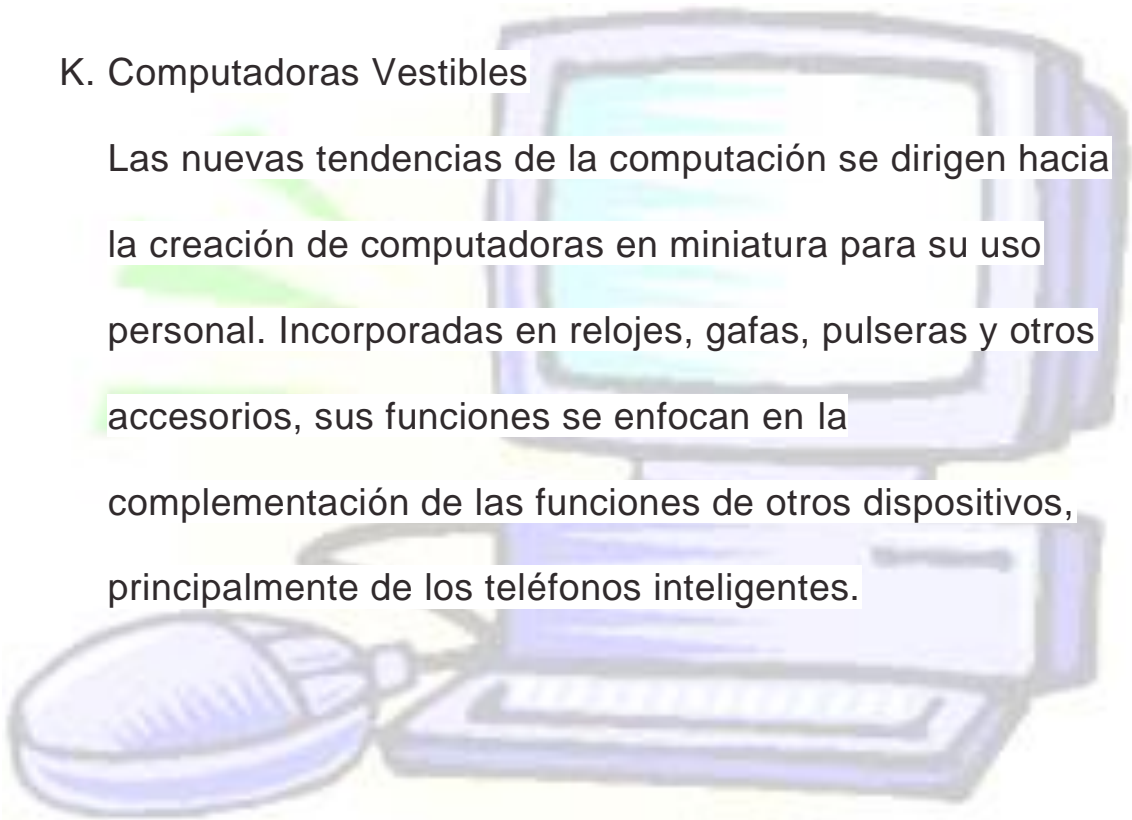 K. Computadoras Vestibles
Las nuevas tendencias de la computación se dirigen hacia
la creación de computadoras en miniatura para su uso
personal. Incorporadas en relojes, gafas, pulseras y otros
accesorios, sus funciones se enfocan en la
complementación de las funciones de otros dispositivos,
principalmente de los teléfonos inteligentes.